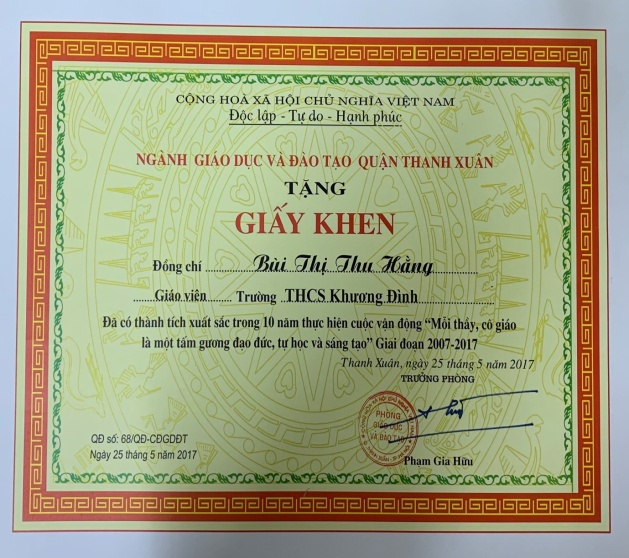 CỘNG HOÀ XÃ HỘI CHỦ NGHĨA VIỆT NAM
Độc lập - Tự do - Hạnh phúc
NGÀNH GIÁO DỤC VÀ ĐÀO TẠO QUẬN THANH XUÂN
TẶNG
GIẤY KHEN
Đồng chí Bùi Thị Thu Hằng
Giáo viên Trường THCS Khương Đình
Đã có thành tích xuất sắc trong 10 năm thực hiện cuộc vận động “Mỗi thầy, cô giáo
là một tấm gương đạo đức, tự học và sáng tạo” Giai đoạn 2007-2017
Thanh Xuân, ngày 25 tháng 5 năm 2017
TRƯỞNG PHÒNG
PHÒNG
GIÁO DỤC
VÀ ĐÀO TẠO
QĐ số: 68/QĐ-CĐGDĐT
Ngày 25 tháng 5 năm 2017
Phạm Gia Hữu